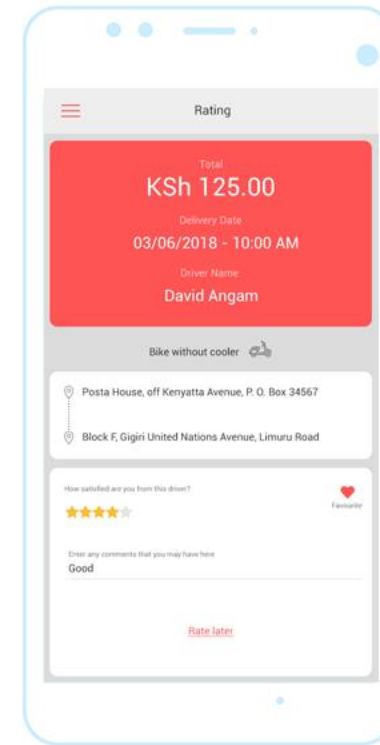 Rating
Total
KSh 125.00
Delivery Date
03/06/2018 - 10:00 AM
Driver Name
David Angam
Bike without cooler
Posta House, off Kenyatta Avenue, P. O. Box 34567
Block F, Gigiri United Nations Avenue, Limuru Road
How satisfied are you from this driver?
Favourite
Enter any comments that you may have here
Good
Rate later